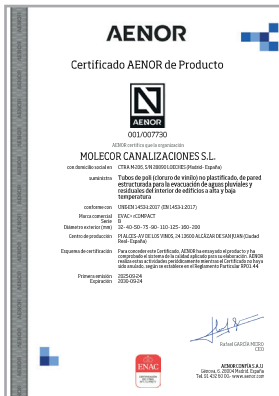 AENOR
Certificado AENOR de Producto
AENOR
001/007730
AENOR certifica que la organización
MOLECOR CANALIZACIONES S.L.
con domicilio social en CTRA M-206, S/N 28890 LOECHES (Madrid - España)
suministra Tubos de poli (cloruro de vinilo) no plastificado, de pared
estructurada para la evacuación de aguas pluviales y
residuales del interior de edificios a alta y baja
temperatura
conforme con UNE-EN 1453-1:2017 (EN 1453-1:2017)
Marca comercial EVAC+ rCOMPACT
Serie B
Diámetro exterior (mm) 32-40-50-75-90-110-125-160-200
Centro de producción PI ALCES- AV DE LOS VINOS, 24 13600 ALCÁZAR DE SAN JUAN (Ciudad
Real - España)
Esquema de certificación Para conceder este Certificado, AENOR ha ensayado el producto y ha
comprobado el sistema de la calidad aplicado para su elaboración. AENOR
realiza estas actividades periódicamente mientras el Certificado no haya
sido anulado, según se establece en el Reglamento Particular RP01.44
Primera emisión 2025-09-24
Expiración 2030-09-24
Rafael GARCÍA MEIRO
CEO
ENAC
AENOR CONFÍA S.A.U.
Génova, 6. 28004 Madrid. España
Tel. 91 432 60 00.- www.aenor.com